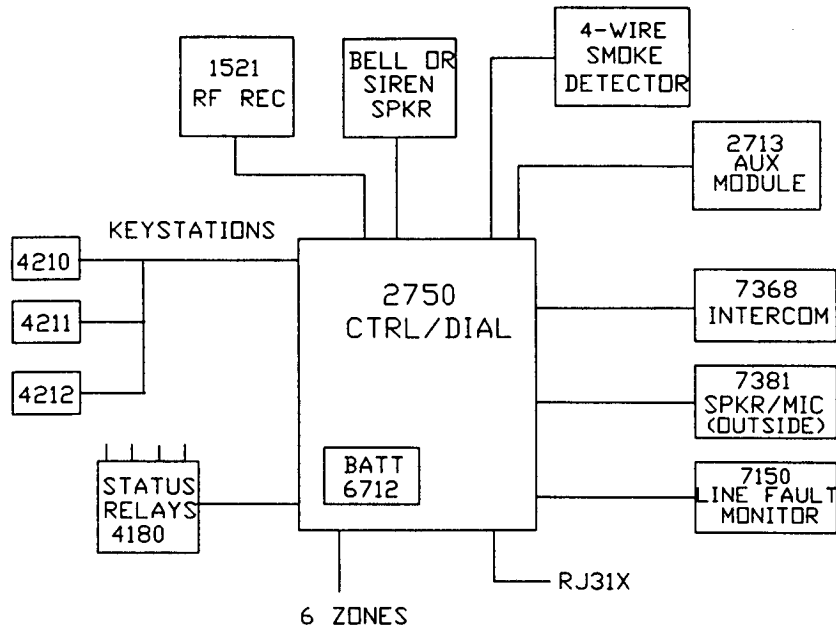 1521
RF REC
BELL OR
SIREN
SPKR
4-WIRE
SMOKE
DETECTOR
2713
AUX
MODULE
KEYSTATIONS
4210
4211
4212
2750
CTRL/DIAL
7368
INTERCOM
7381
SPKR/MIC
(OUTSIDE)
BATT
6712
STATUS
RELAYS
4180
7150
LINE FAULT
MONITOR
RJ31X
6 ZONES